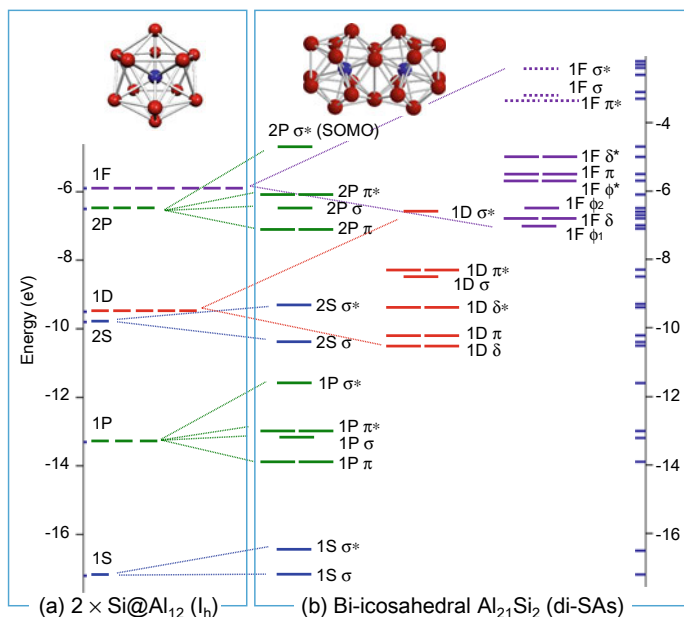 1F σ*
1F σ
1F π*
2P σ* (SOMO)
-4
1F δ*
1F
1F π
-6
2P π*
1F ϕ*
2P
2P σ
1D σ*
1F ϕ₂
2P π
1F δ
1F ϕ₁
-8
1D π*
1D σ
1D
2S σ*
1D δ*
-10
2S
2S σ
1D π
1D δ
Energy (eV)
1P σ*
-12
1P
1P π*
1P σ
-14
1P π
-16
1S
1S σ*
1S σ
-4
-6
-8
-10
-12
-14
-16
(a) 2 × Si@Al₁₂ (Iₕ)
(b) Bi-icosahedral Al₂₁Si₂ (di-SAs)